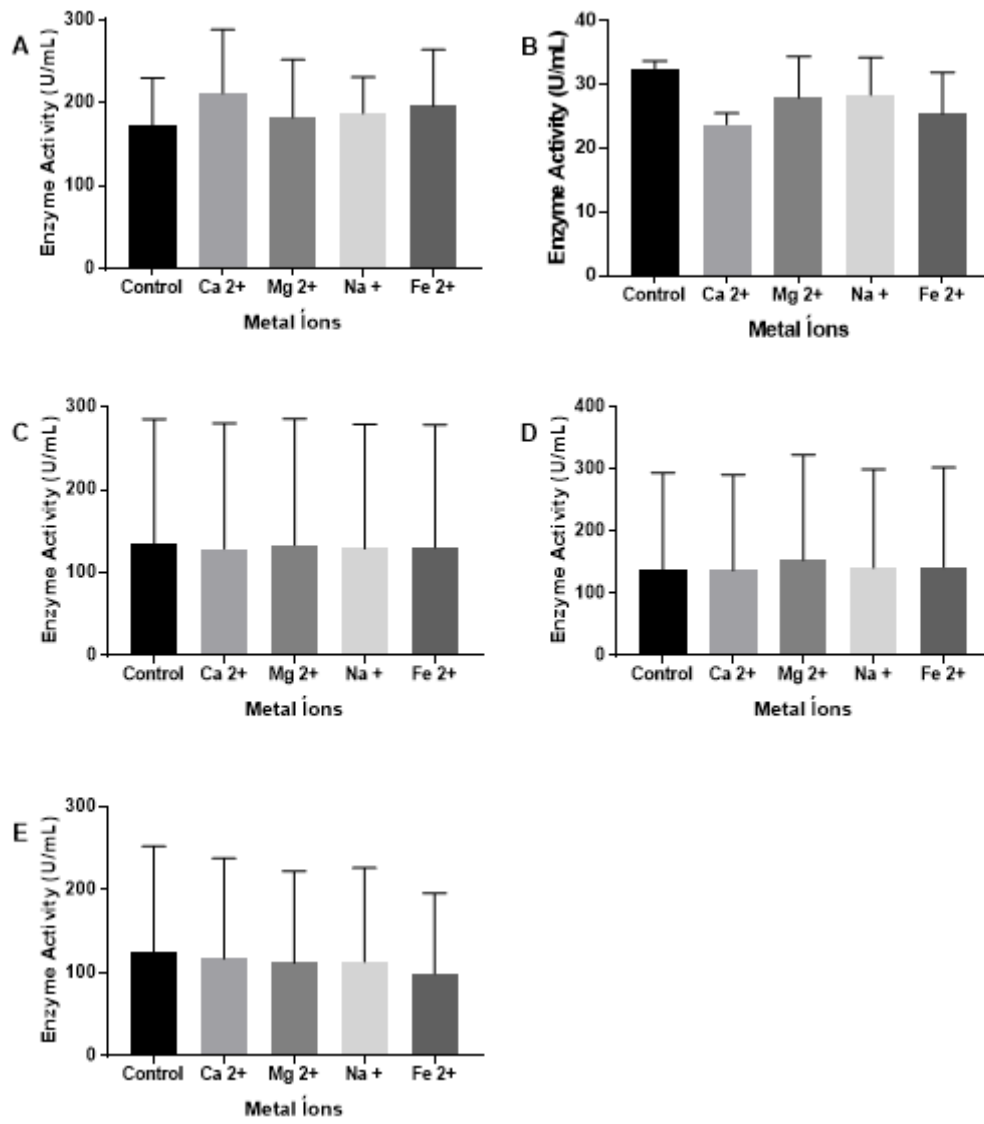 A
Enzyme Activity (U/mL)
300
200
100
0
Control Ca 2+ Mg 2+ Na + Fe 2+
Metal Íons
B
Enzyme Activity (U/mL)
40
30
20
10
0
Control Ca 2+ Mg 2+ Na + Fe 2+
Metal Íons
C
Enzyme Activity (U/mL)
300
200
100
0
Control Ca 2+ Mg 2+ Na + Fe 2+
Metal Íons
D
Enzyme Activity (U/mL)
400
300
200
100
0
Control Ca 2+ Mg 2+ Na + Fe 2+
Metal Íons
E
Enzyme Activity (U/mL)
300
200
100
0
Control Ca 2+ Mg 2+ Na + Fe 2+
Metal Íons